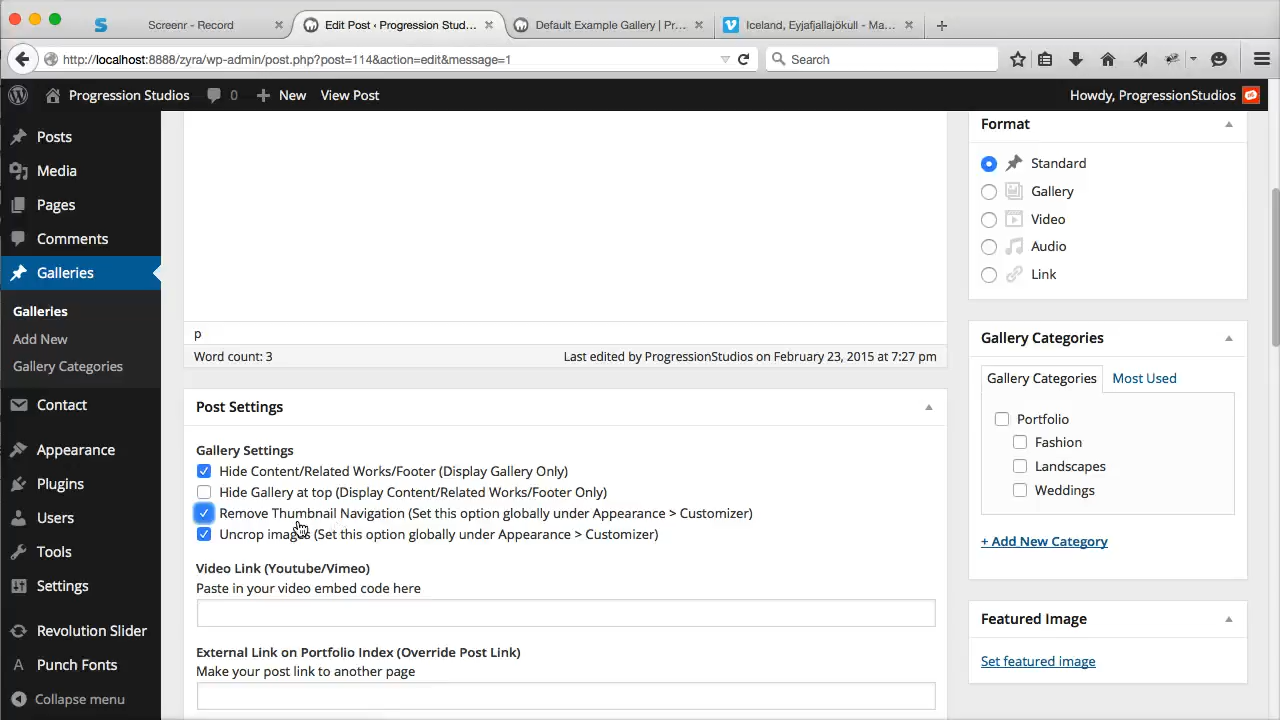 Screenr - Record
Edit Post ‹ Progression Stud...
Default Example Gallery | Pr...
Iceland, Eyjafjallajökull - Ma...
http://localhost:8888/zyra/wp-admin/post.php?post=114&action=edit&message=1
Search
Progression Studios
0
New
View Post
Howdy, ProgressionStudios
Posts
Media
Pages
Comments
Galleries
Galleries
Add New
Gallery Categories
Contact
Appearance
Plugins
Users
Tools
Settings
Revolution Slider
Punch Fonts
Collapse menu
p
Word count: 3
Last edited by ProgressionStudios on February 23, 2015 at 7:27 pm
Post Settings
Gallery Settings
Hide Content/Related Works/Footer (Display Gallery Only)
Hide Gallery at top (Display Content/Related Works/Footer Only)
Remove Thumbnail Navigation (Set this option globally under Appearance > Customizer)
Uncrop images (Set this option globally under Appearance > Customizer)
Video Link (Youtube/Vimeo)
Paste in your video embed code here
External Link on Portfolio Index (Override Post Link)
Make your post link to another page
Format
Standard
Gallery
Video
Audio
Link
Gallery Categories
Gallery Categories
Most Used
Portfolio
Fashion
Landscapes
Weddings
+ Add New Category
Featured Image
Set featured image